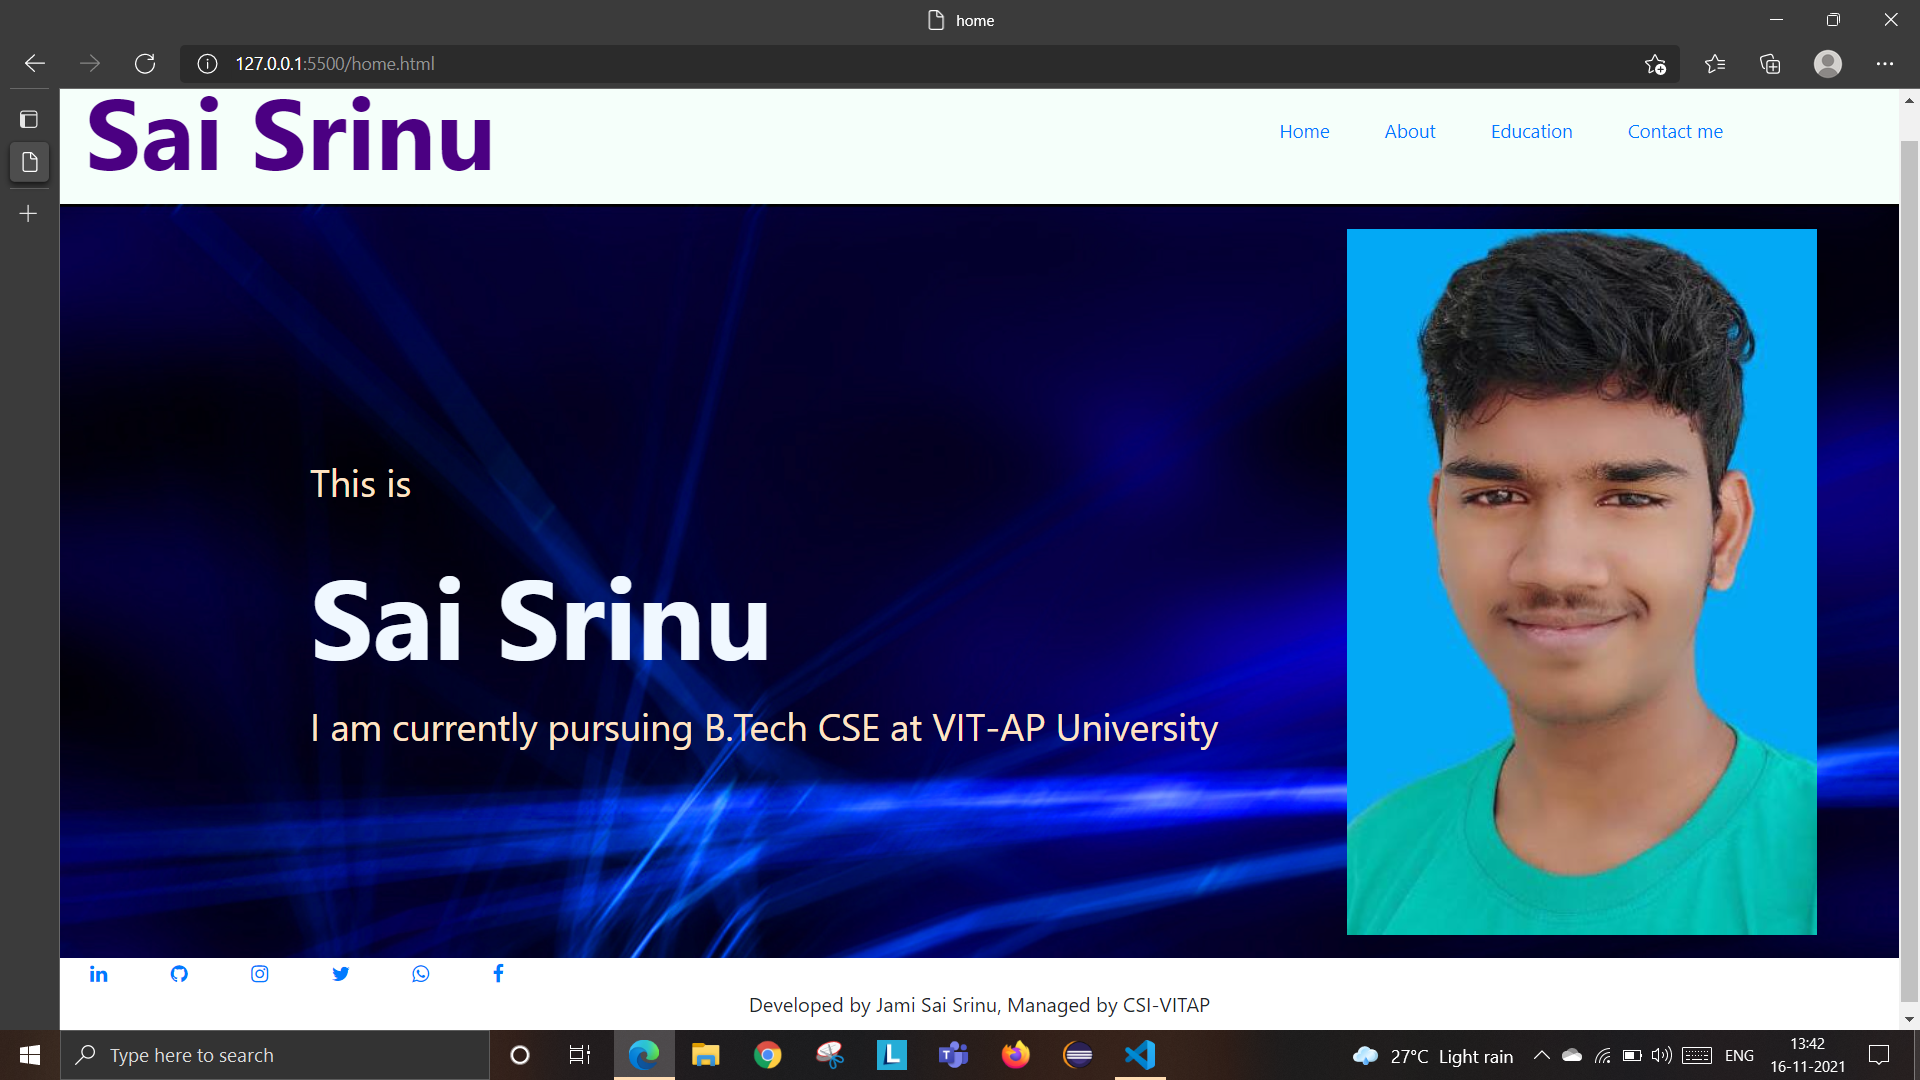 home
127.0.0.1:5500/home.html
Sai Srinu
Home About Education Contact me
This is
Sai Srinu
I am currently pursuing B.Tech CSE at VIT-AP University
Developed by Jami Sai Srinu, Managed by CSI-VITAP
Type here to search
27°C Light rain
ENG
13:42
16-11-2021